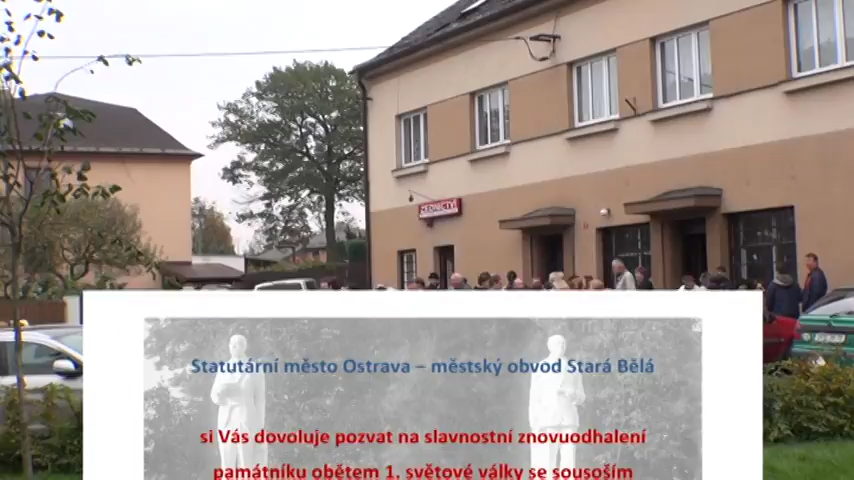 ŘEZNICTVÍ
Statutární město Ostrava – městský obvod Stará Bělá
si Vás dovoluje pozvat na slavnostní znovuodhalení
památníku obětem 1. světové války se sousoším